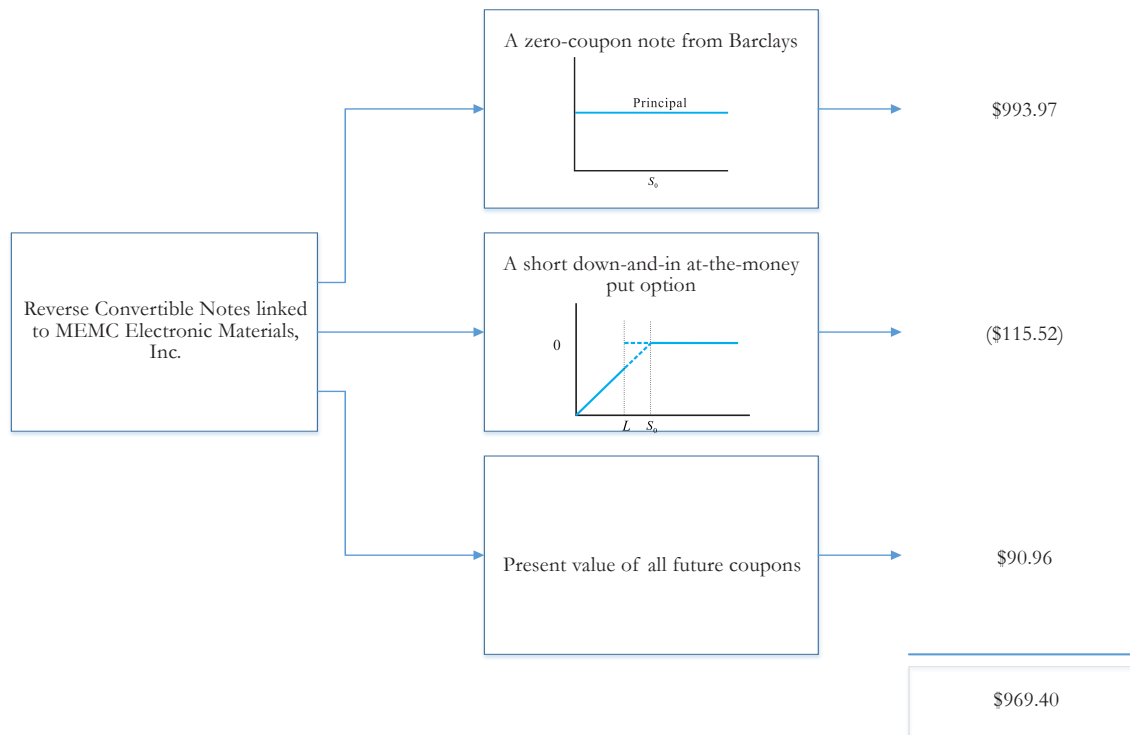 A zero-coupon note from Barclays
Principal
S₀
$993.97
Reverse Convertible Notes linked
to MEMC Electronic Materials,
Inc.
A short down-and-in at-the-money
put option
0
L S₀
($115.52)
Present value of all future coupons
$90.96
$969.40